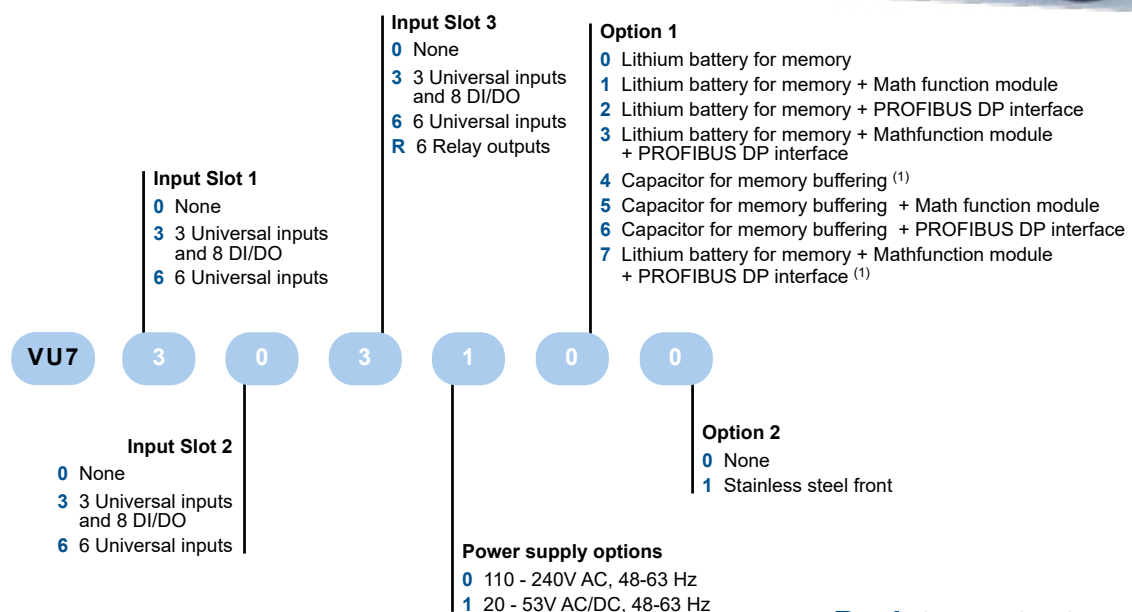 Input Slot 3
0 None
3 3 Universal inputs
and 8 DI/DO
6 6 Universal inputs
R 6 Relay outputs
Option 1
0 Lithium battery for memory
1 Lithium battery for memory + Math function module
2 Lithium battery for memory + PROFIBUS DP interface
3 Lithium battery for memory + Mathfunction module
+ PROFIBUS DP interface
4 Capacitor for memory buffering (1)
5 Capacitor for memory buffering + Math function module
6 Capacitor for memory buffering + PROFIBUS DP interface
7 Lithium battery for memory + Mathfunction module
+ PROFIBUS DP interface (1)
Input Slot 1
0 None
3 3 Universal inputs
and 8 DI/DO
6 6 Universal inputs
VU7 3 0 3 1 0 0
Input Slot 2
0 None
3 3 Universal inputs
and 8 DI/DO
6 6 Universal inputs
Option 2
0 None
1 Stainless steel front
Power supply options
0 110 - 240V AC, 48-63 Hz
1 20 - 53V AC/DC, 48-63 Hz